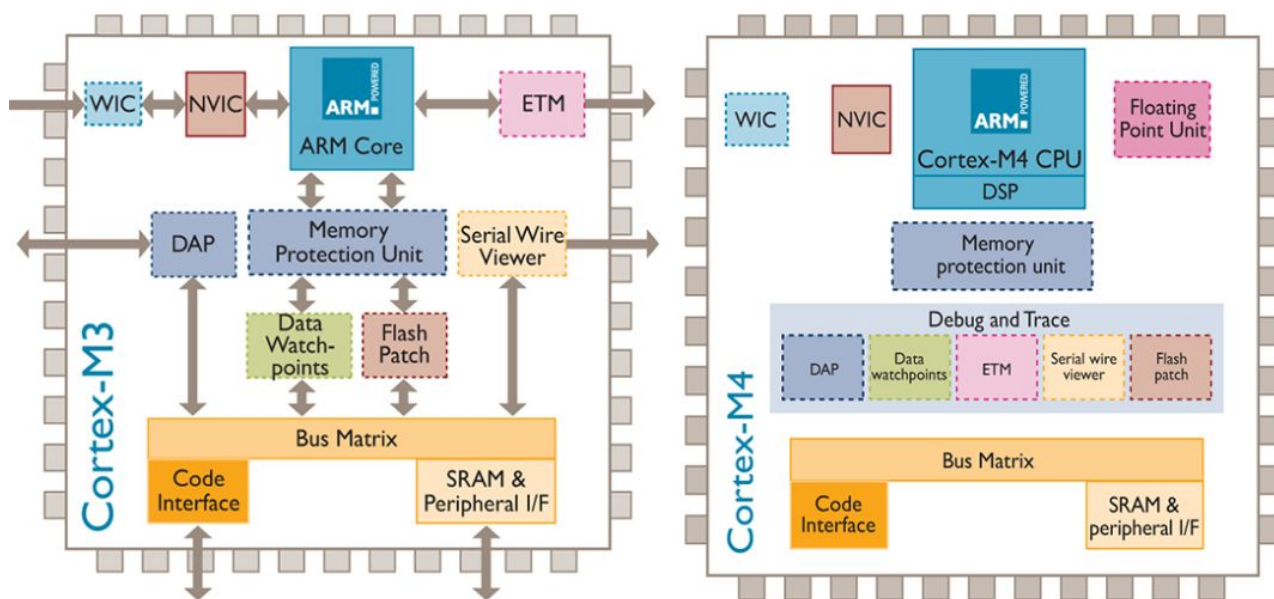 WIC
NVIC
ARM POWERED
ARM Core
ETM
DAP
Memory
Protection Unit
Serial Wire
Viewer
Data
Watch-
points
Flash
Patch
Cortex-M3
Bus Matrix
Code
Interface
SRAM &
Peripheral I/F
WIC
NVIC
ARM POWERED
Cortex-M4 CPU
DSP
Floating
Point Unit
Memory
protection unit
Debug and Trace
DAP
Data
watchpoints
ETM
Serial wire
viewer
Flash
patch
Cortex-M4
Bus Matrix
Code
Interface
SRAM &
peripheral I/F